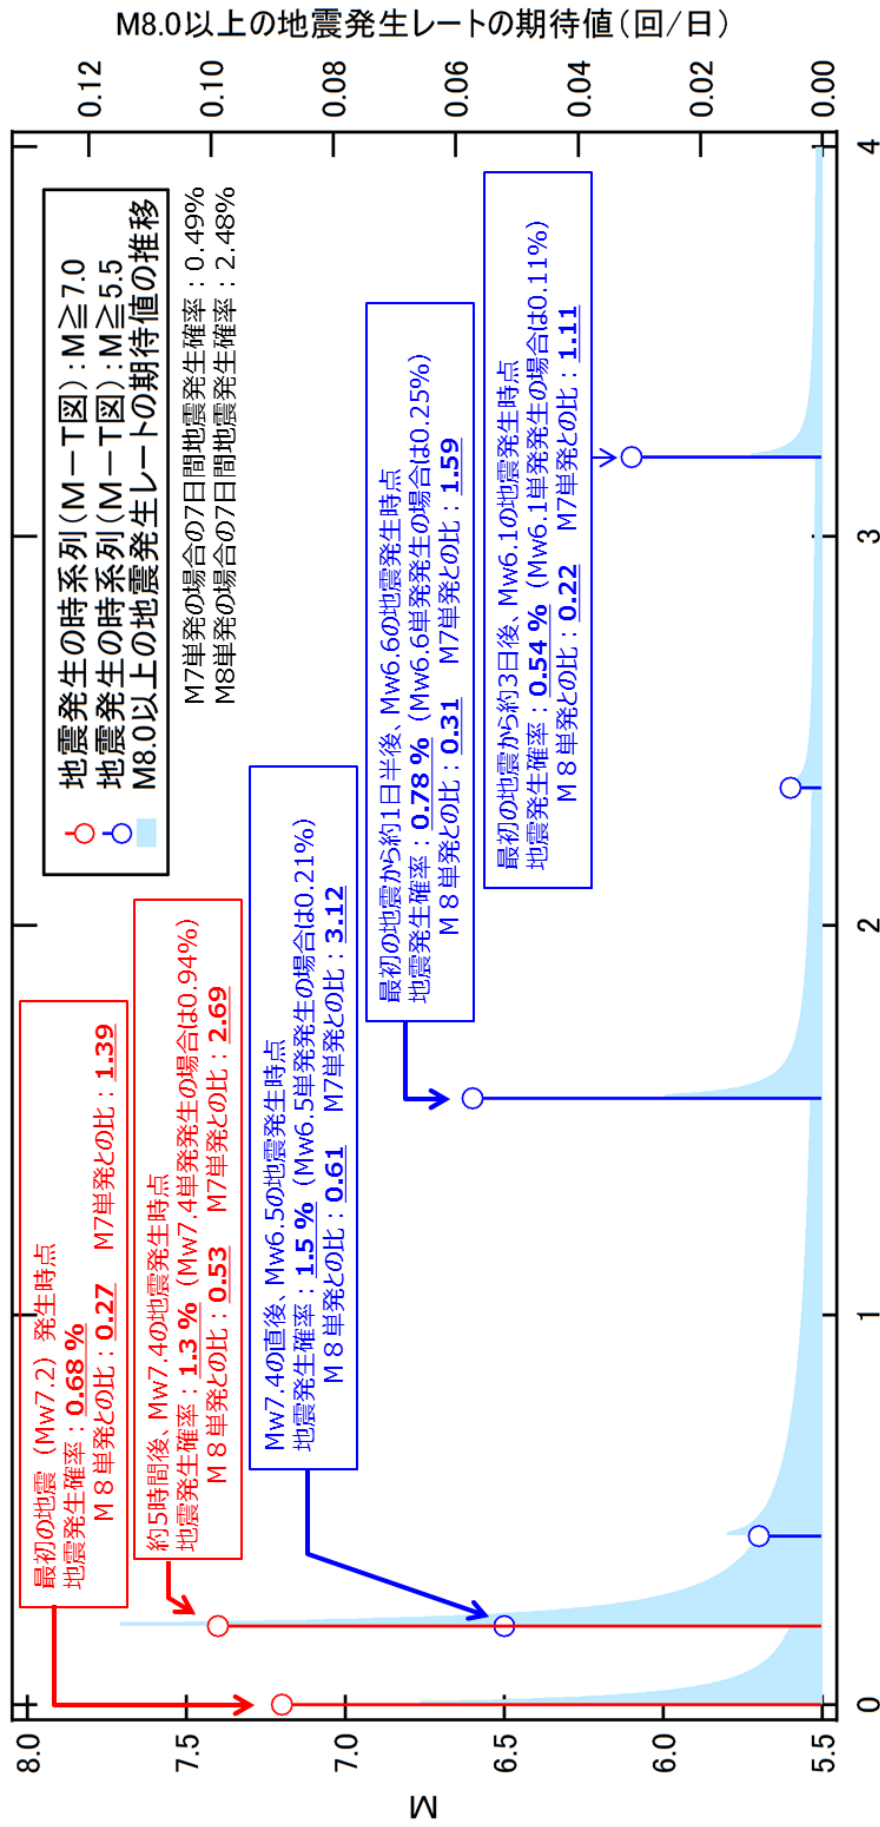 地震発生の時系列(M－T図):M≧7.0
地震発生の時系列(M－T図):M≧5.5
M8.0以上の地震発生レートの期待値の推移
M7単発の場合の7日間地震発生確率：0.49%
M8単発の場合の7日間地震発生確率：2.48%
最初の地震（Mw7.2）発生時点
地震発生確率：0.68 %
M８単発との比：0.27 M7単発との比：1.39
約5時間後、Mw7.4の地震発生時点
地震発生確率：1.3 %（Mw7.4単発発生の場合は0.94%）
M８単発との比：0.53 M7単発との比：2.69
Mw7.4の直後、Mw6.5の地震発生時点
地震発生確率：1.5 %（Mw6.5単発発生の場合は0.21%）
M８単発との比：0.61 M7単発との比：3.12
最初の地震から約1日半後、Mw6.6の地震発生時点
地震発生確率：0.78 %（Mw6.6単発発生の場合は0.25%）
M８単発との比：0.31 M7単発との比：1.59
最初の地震から約3日後、Mw6.1の地震発生時点
地震発生確率：0.54 %（Mw6.1単発発生の場合は0.11%）
M８単発との比：0.22 M7単発との比：1.11
M
8.0
7.5
7.0
6.5
6.0
5.5
0
1
2
3
4
0.12
0.10
0.08
0.06
0.04
0.02
0.00
M8.0以上の地震発生レートの期待値(回/日)